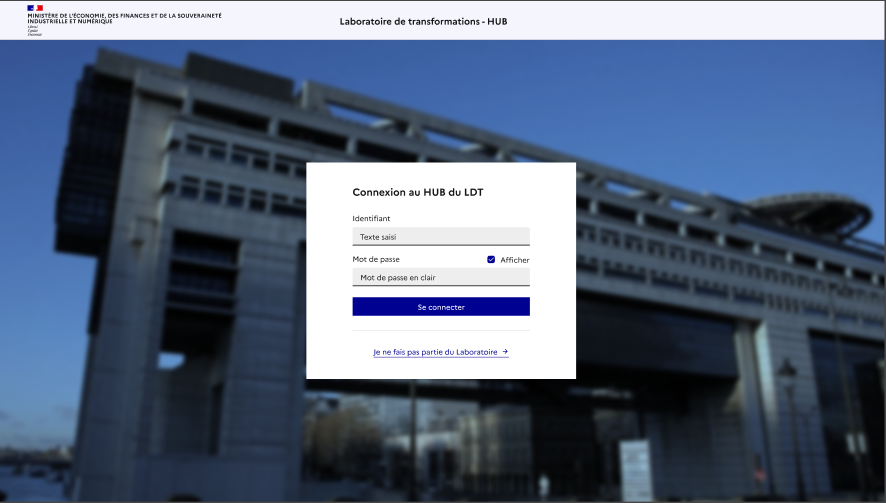 MINISTÈRE DE L'ÉCONOMIE, DES FINANCES ET DE LA SOUVERAINETÉ
INDUSTRIELLE ET NUMÉRIQUE
Liberté
Égalité
Fraternité
Laboratoire de transformations - HUB
Connexion au HUB du LDT
Identifiant
Texte saisi
Mot de passe
Afficher
Mot de passe en clair
Se connecter
Je ne fais pas partie du Laboratoire →